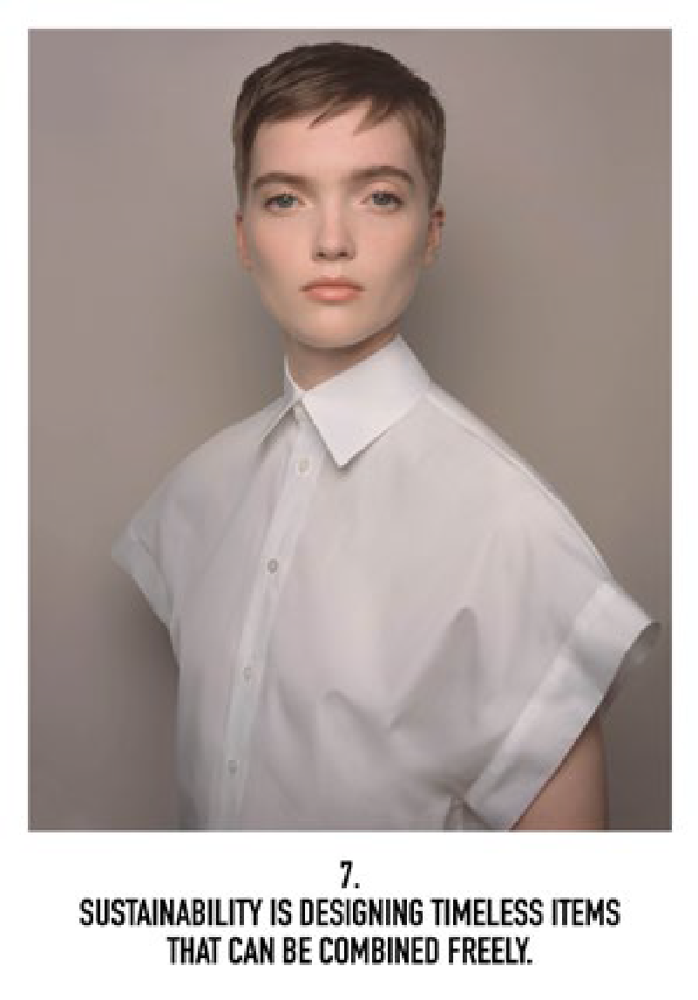 7.
SUSTAINABILITY IS DESIGNING TIMELESS ITEMS
THAT CAN BE COMBINED FREELY.